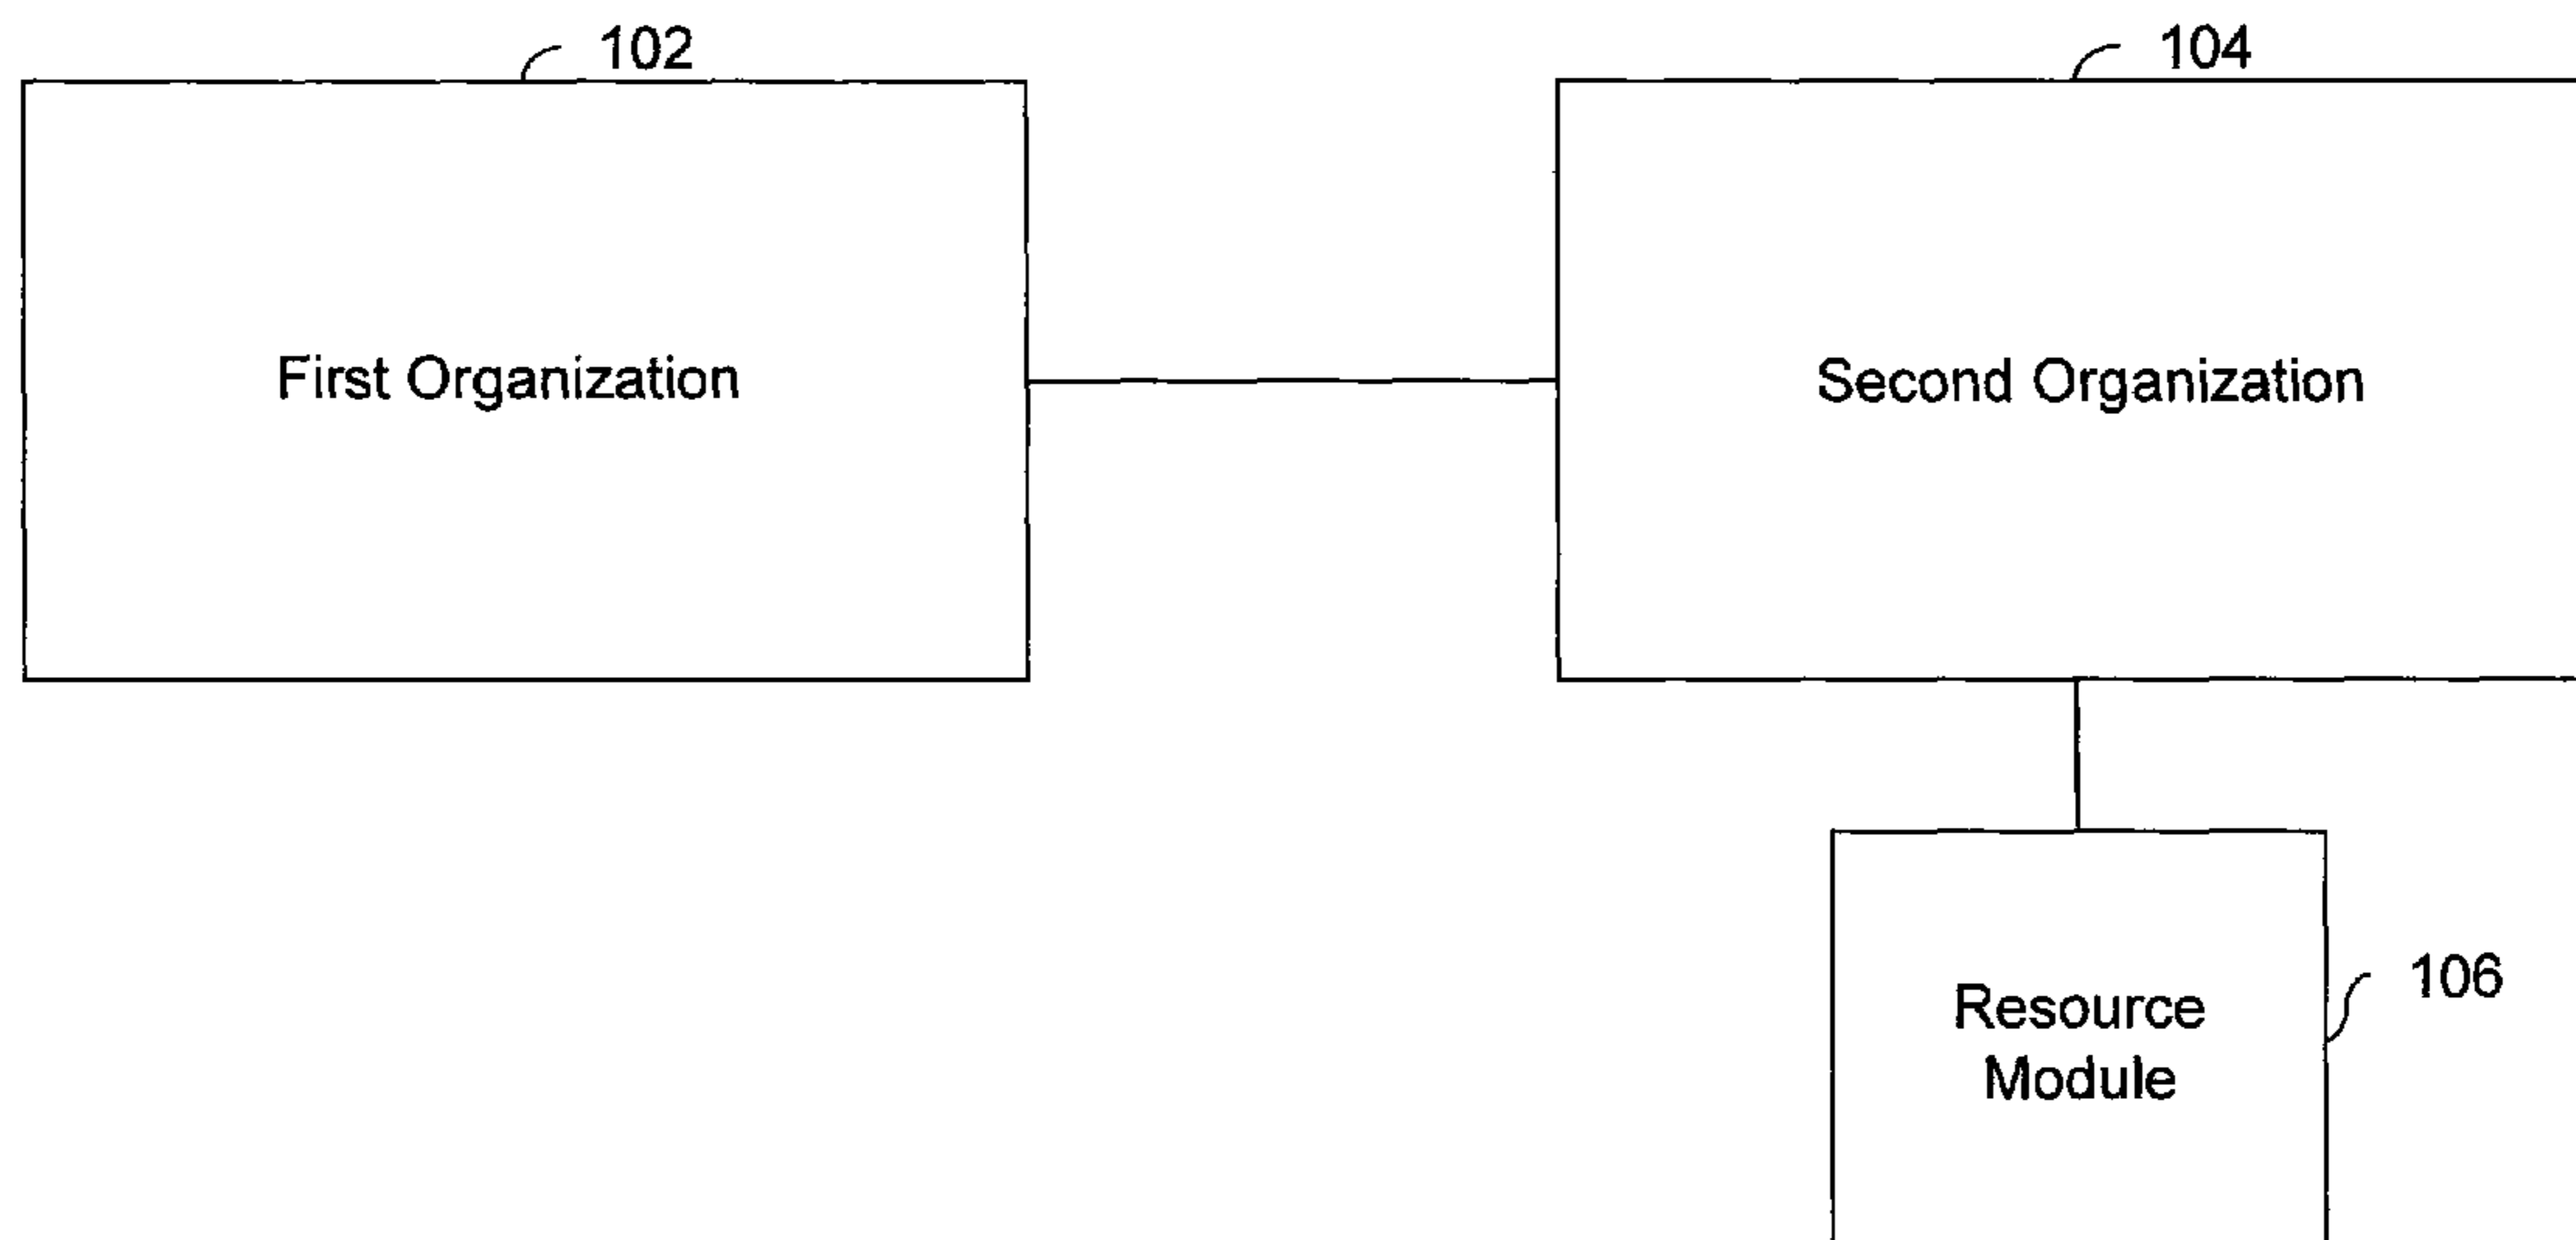 102
104
First Organization
Second Organization
106
Resource
Module